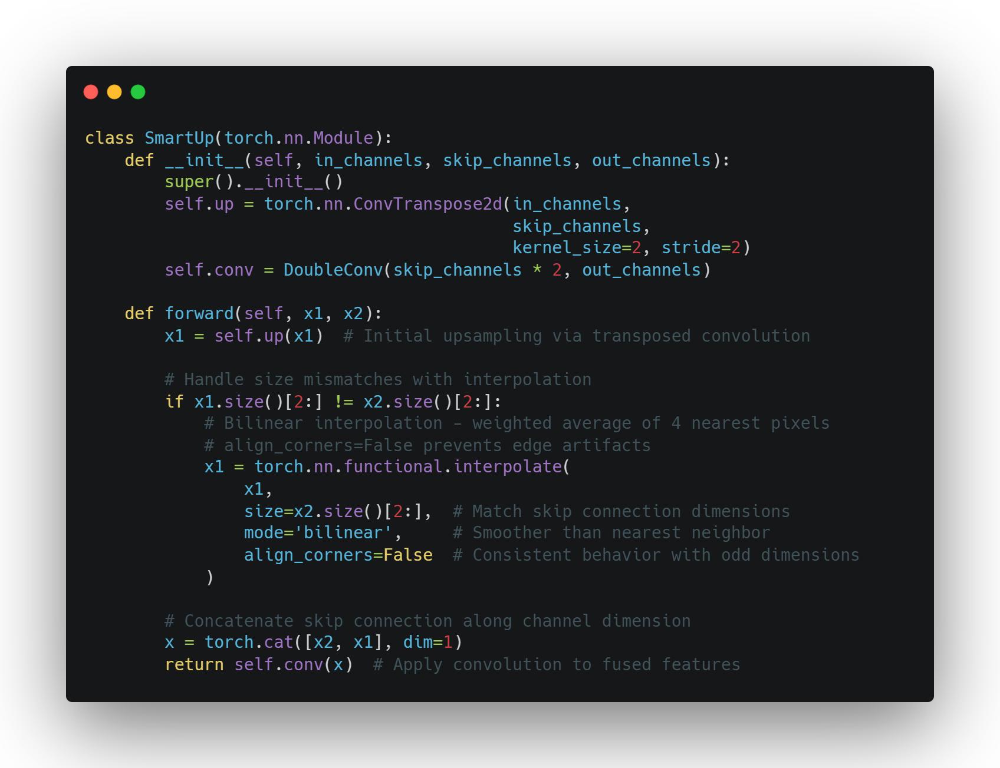 class SmartUp(torch.nn.Module):
    def __init__(self, in_channels, skip_channels, out_channels):
        super().__init__()
        self.up = torch.nn.ConvTranspose2d(in_channels,
                                           skip_channels,
                                           kernel_size=2, stride=2)
        self.conv = DoubleConv(skip_channels * 2, out_channels)

    def forward(self, x1, x2):
        x1 = self.up(x1)  # Initial upsampling via transposed convolution

        # Handle size mismatches with interpolation
        if x1.size()[2:] != x2.size()[2:]:
            # Bilinear interpolation - weighted average of 4 nearest pixels
            # align_corners=False prevents edge artifacts
            x1 = torch.nn.functional.interpolate(
                x1,
                size=x2.size()[2:],  # Match skip connection dimensions
                mode='bilinear',     # Smoother than nearest neighbor
                align_corners=False  # Consistent behavior with odd dimensions
            )

        # Concatenate skip connection along channel dimension
        x = torch.cat([x2, x1], dim=1)
        return self.conv(x)  # Apply convolution to fused features